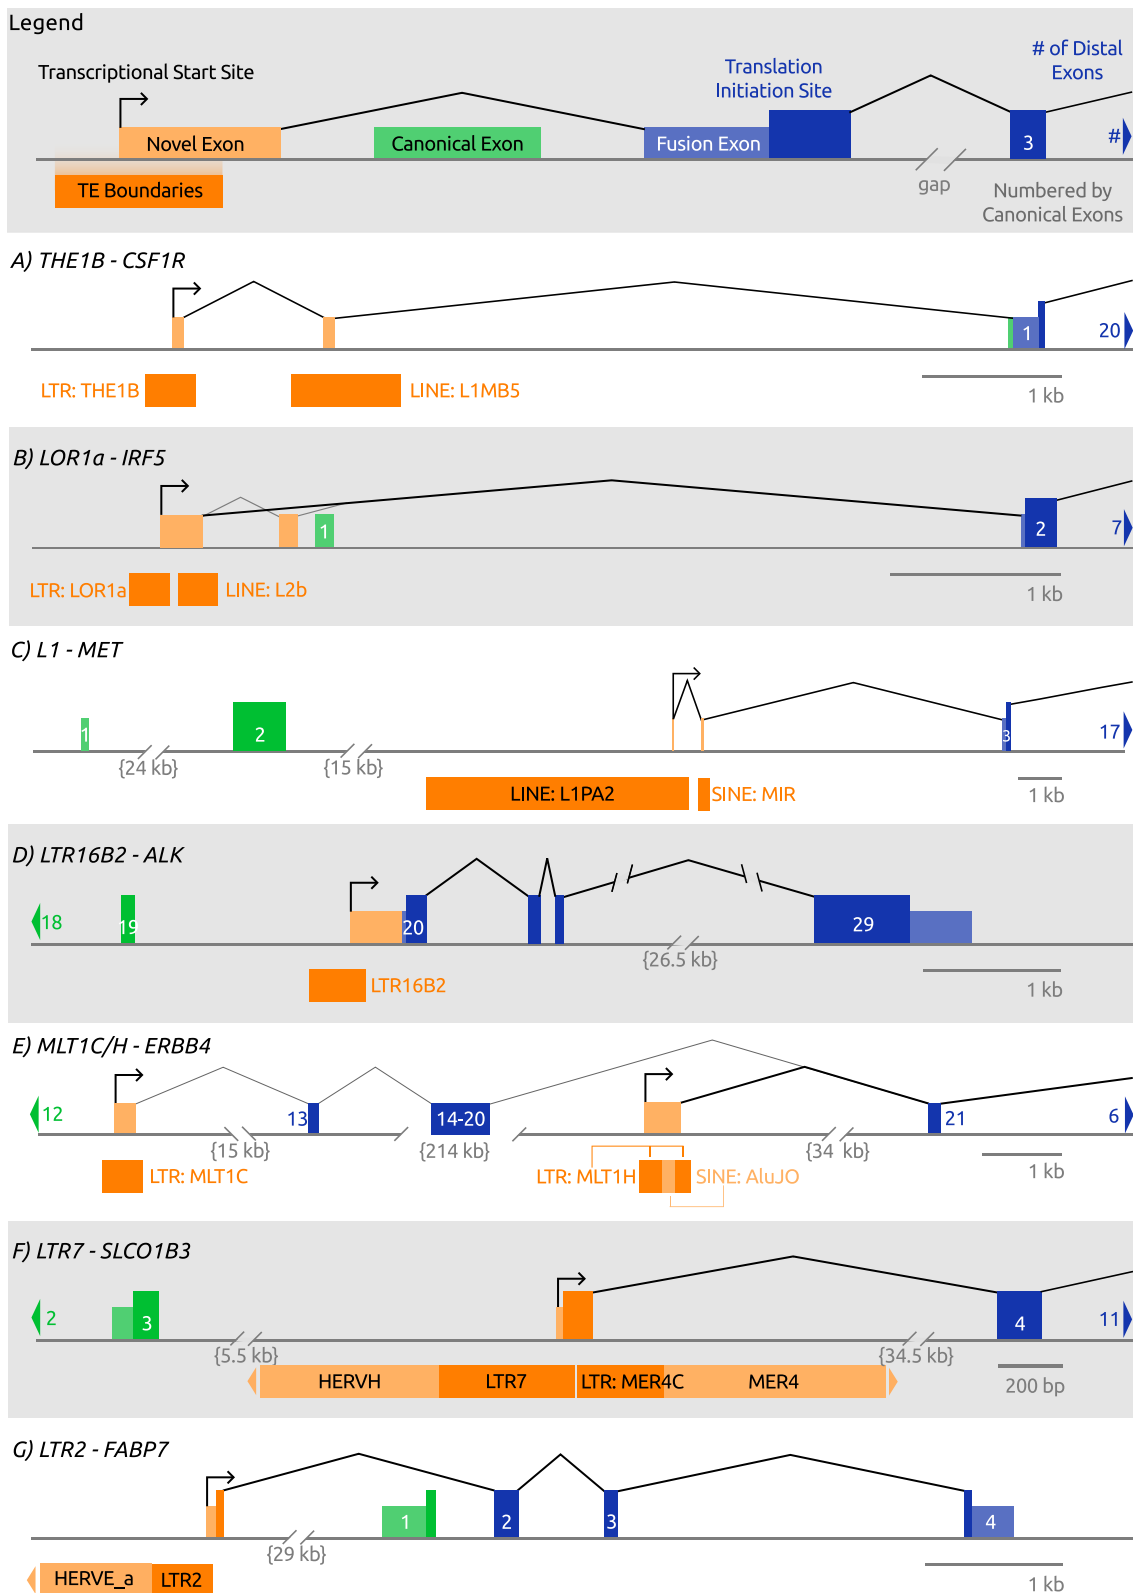 Legend
Transcriptional Start Site
Translation
Initiation Site
# of Distal
Exons
Novel Exon
Canonical Exon
Fusion Exon
3
#
TE Boundaries
gap
Numbered by
Canonical Exons
A) THE1B - CSF1R
1
20
LTR: THE1B
LINE: L1MB5
1 kb
B) LOR1a - IRF5
1
2
7
LTR: LOR1a
LINE: L2b
1 kb
C) L1 - MET
1
2
3
17
{24 kb}
{15 kb}
LINE: L1PA2
SINE: MIR
1 kb
D) LTR16B2 - ALK
18
19
20
29
{26.5 kb}
LTR16B2
1 kb
E) MLT1C/H - ERBB4
12
13
14-20
21
6
{15 kb}
{214 kb}
{34 kb}
LTR: MLT1C
LTR: MLT1H
SINE: AluJO
1 kb
F) LTR7 - SLCO1B3
2
3
4
11
{5.5 kb}
{34.5 kb}
HERVH
LTR7
LTR: MER4C
MER4
200 bp
G) LTR2 - FABP7
1
2
3
4
{29 kb}
HERVE_a
LTR2
1 kb